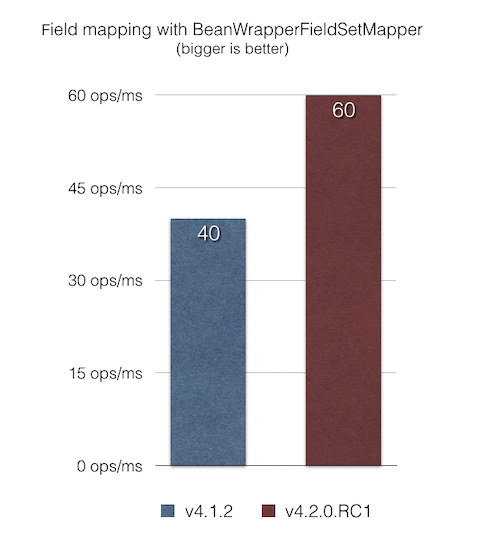 Field mapping with BeanWrapperFieldSetMapper
(bigger is better)
60 ops/ms
60
45 ops/ms
40
30 ops/ms
15 ops/ms
0 ops/ms
v4.1.2 v4.2.0.RC1